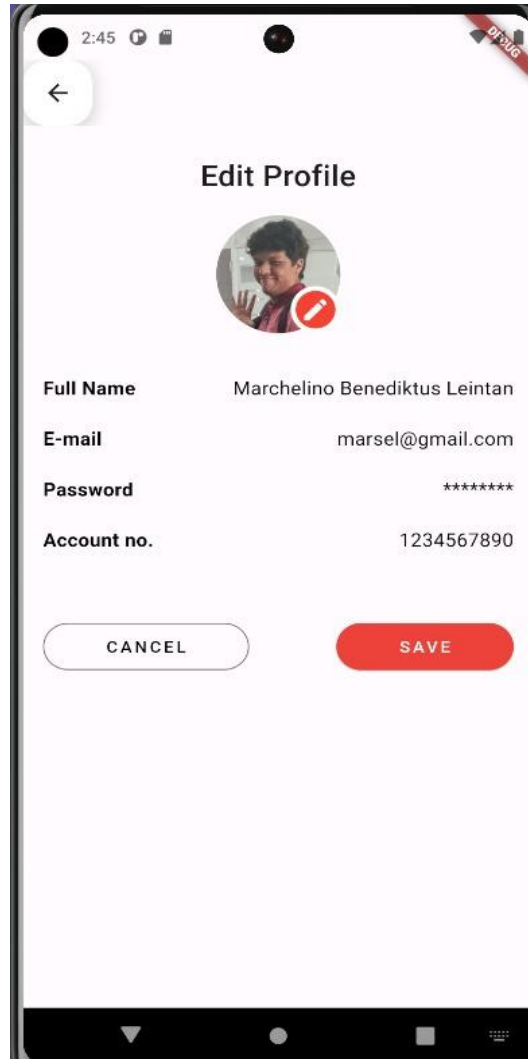 2:45
DEBUG
Edit Profile
Full Name Marchelino Benediktus Leintan
E-mail marsel@gmail.com
Password ********
Account no. 1234567890
CANCEL SAVE